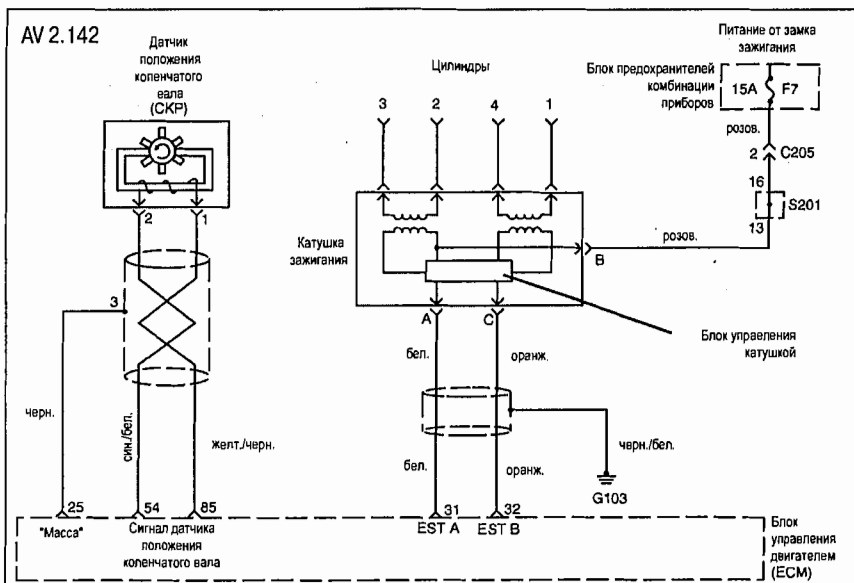 AV 2.142
Датчик
положения
коленчатого
вала
(СКР)
Цилиндры
Питание от замка
зажигания
Блок предохранителей
комбинации
приборов
15A
F7
розов.
2
C205
16
S201
13
розов.
3
2
4
1
2
1
Катушка
зажигания
B
A
C
Блок управления
катушкой
3
бел.
оранж.
черн.
син./бел.
желт./черн.
бел.
оранж.
черн./бел.
G103
25
54
85
31
32
"Масса"
Сигнал датчика
положения
коленчатого вала
EST A
EST B
Блок
управления
двигателем
(ECM)